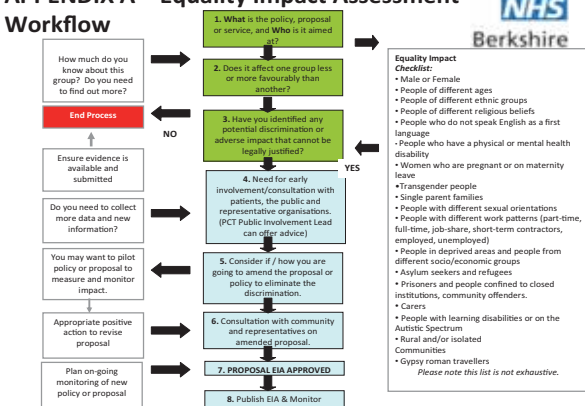 APPENDIX A – Equality Impact Assessment
Workflow
NHS
Berkshire
How much do you
know about this
group? Do you need
to find out more?
End Process
NO
Ensure evidence is
available and
submitted
Do you need to collect
more data and new
information?
You may want to pilot
policy or proposal to
measure and monitor
impact.
Appropriate positive
action to revise
proposal
Plan on-going
monitoring of new
policy or proposal
1. What is the policy, proposal
or service, and Who is it aimed
at?
2. Does it affect one group less
or more favourably than
another?
3. Have you identified any
potential discrimination or
adverse impact that cannot be
legally justified?
YES
4. Need for early
involvement/consultation with
patients, the public and
representative organisations.
(PCT Public Involvement Lead
can offer advice)
5. Consider if / how you are
going to amend the proposal or
policy to eliminate the
discrimination.
6. Consultation with community
and representatives on
amended proposal.
7. PROPOSAL EIA APPROVED
8. Publish EIA & Monitor
Equality Impact
Checklist:
• Male or Female
• People of different ages
• People of different ethnic groups
• People of different religious beliefs
• People who do not speak English as a first
language
• People who have a physical or mental health
disability
• Women who are pregnant or on maternity
leave
•Transgender people
• Single parent families
• People with different sexual orientations
• People with different work patterns (part-time,
full-time, job-share, short-term contractors,
employed, unemployed)
• People in deprived areas and people from
different socio/economic groups
• Asylum seekers and refugees
• Prisoners and people confined to closed
institutions, community offenders.
• Carers
• People with learning disabilities or on the
Autistic Spectrum
• Rural and/or isolated
Communities
• Gypsy roman travellers
Please note this list is not exhaustive.